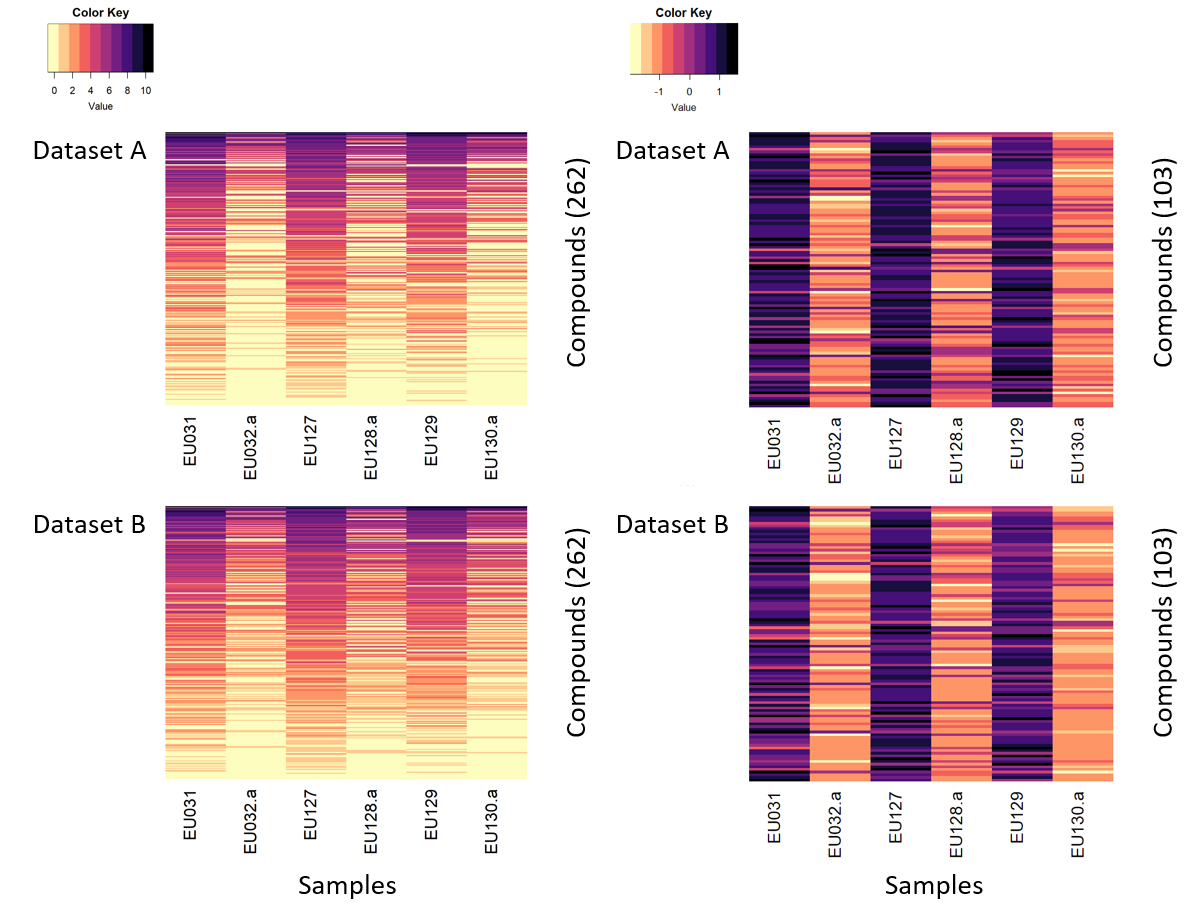 Color Key
0 2 4 6 8 10
Value
Color Key
-1 0 1
Value
Dataset A
Compounds (262)
EU031 EU032.a EU127 EU128.a EU129 EU130.a
Dataset A
Compounds (103)
EU031 EU032.a EU127 EU128.a EU129 EU130.a
Dataset B
Compounds (262)
EU031 EU032.a EU127 EU128.a EU129 EU130.a
Samples
Dataset B
Compounds (103)
EU031 EU032.a EU127 EU128.a EU129 EU130.a
Samples